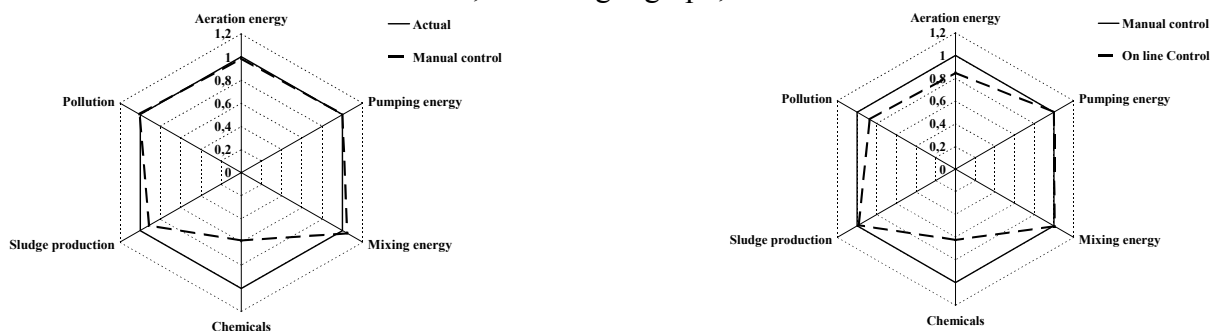 Aeration energy
1,2
1
0,8
0,6
0,4
0,2
0
Pumping energy
Mixing energy
Chemicals
Sludge production
Pollution
Actual
Manual control
Aeration energy
1,2
1
0,8
0,6
0,4
0,2
0
Pumping energy
Mixing energy
Chemicals
Sludge production
Pollution
Manual control
On line Control